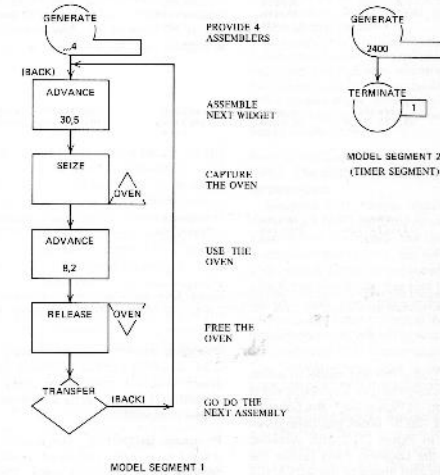 GENERATE
,,,4
PROVIDE 4
ASSEMBLERS
(BACK)
ADVANCE
30,5
ASSEMBLE
NEXT WIDGET
SEIZE
OVEN
CAPTURE
THE OVEN
ADVANCE
8,2
USE THE
OVEN
RELEASE
OVEN
FREE THE
OVEN
TRANSFER
(BACK)
GO DO THE
NEXT ASSEMBLY
MODEL SEGMENT 1
GENERATE
2400
TERMINATE
1
MODEL SEGMENT 2
(TIMER SEGMENT)